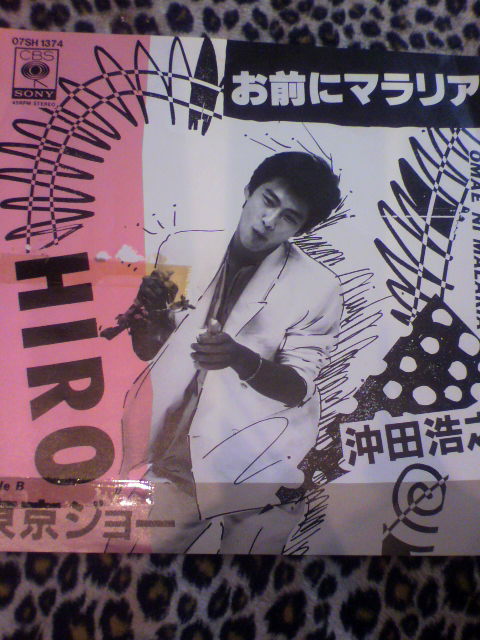 07SH 1374
CBS
SONY
45RPM STEREO
お前にマラリア
OMAE NI MALARIA
HIRO
沖田浩之
de B
東京ジョー